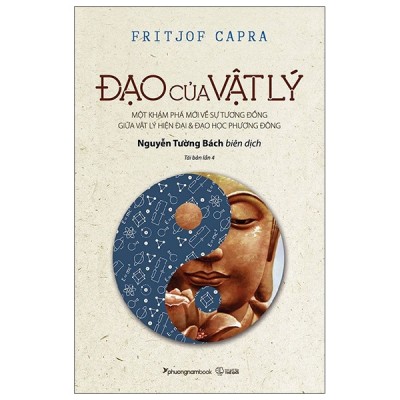 FRITJOF CAPRA
ĐẠO CỦA VẬT LÝ
MỘT KHÁM PHÁ MỚI VỀ SỰ TƯƠNG ĐỒNG
GIỮA VẬT LÝ HIỆN ĐẠI & ĐẠO HỌC PHƯƠNG ĐÔNG
Nguyễn Tường Bách biên dịch
Tái bản lần 4
phuongnambook